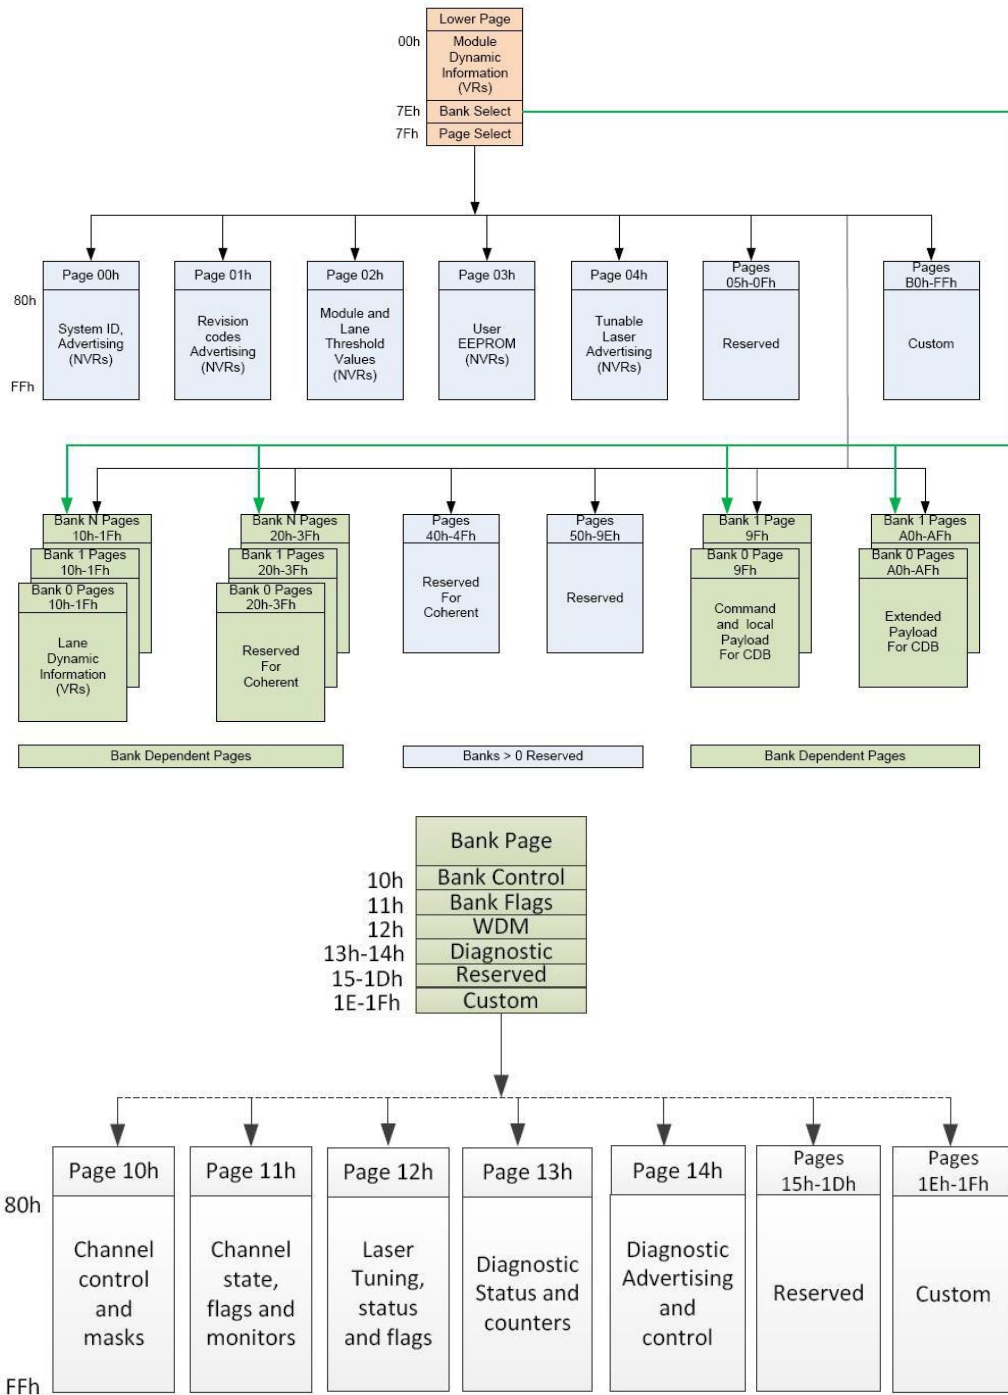 Lower Page
00h
Module
Dynamic
Information
(VRs)
7Eh
Bank Select
7Fh
Page Select
Page 00h
Page 01h
Page 02h
Page 03h
Page 04h
Pages
05h-0Fh
Pages
B0h-FFh
80h
System ID,
Advertising
(NVRs)
Revision
codes
Advertising
(NVRs)
Module and
Lane
Threshold
Values
(NVRs)
User
EEPROM
(NVRs)
Tunable
Laser
Advertising
(NVRs)
Reserved
Custom
FFh
Bank N Pages
10h-1Fh
Bank 1 Pages
10h-1Fh
Bank 0 Pages
10h-1Fh
Lane
Dynamic
Information
(VRs)
Bank N Pages
20h-3Fh
Bank 1 Pages
20h-3Fh
Bank 0 Pages
20h-3Fh
Reserved
For
Coherent
Pages
40h-4Fh
Reserved
For
Coherent
Pages
50h-9Eh
Reserved
Bank 1 Page
9Fh
Bank 0 Page
9Fh
Command
and local
Payload
For CDB
Bank 1 Pages
A0h-AFh
Bank 0 Pages
A0h-AFh
Extended
Payload
For CDB
Bank Dependent Pages
Banks > 0 Reserved
Bank Dependent Pages
Bank Page
10h
Bank Control
11h
Bank Flags
12h
WDM
13h-14h
Diagnostic
15-1Dh
Reserved
1E-1Fh
Custom
Page 10h
Page 11h
Page 12h
Page 13h
Page 14h
Pages
15h-1Dh
Pages
1Eh-1Fh
80h
Channel
control
and
masks
Channel
state,
flags and
monitors
Laser
Tuning,
status
and flags
Diagnostic
Status and
counters
Diagnostic
Advertising
and
control
Reserved
Custom
FFh